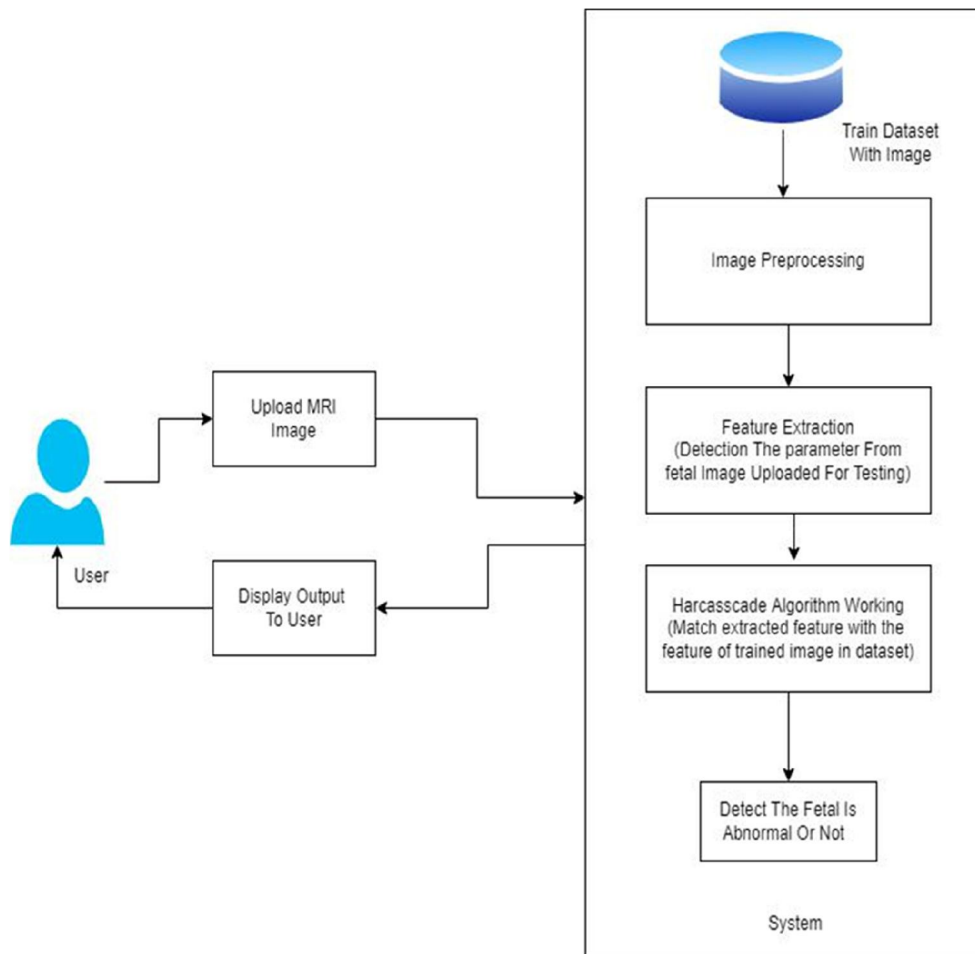 Train Dataset
With Image
Image Preprocessing
Upload MRI
Image
Feature Extraction
(Detection The parameter From
fetal Image Uploaded For Testing)
User
Display Output
To User
Harcasscade Algorithm Working
(Match extracted feature with the
feature of trained image in dataset)
Detect The Fetal Is
Abnormal Or Not
System